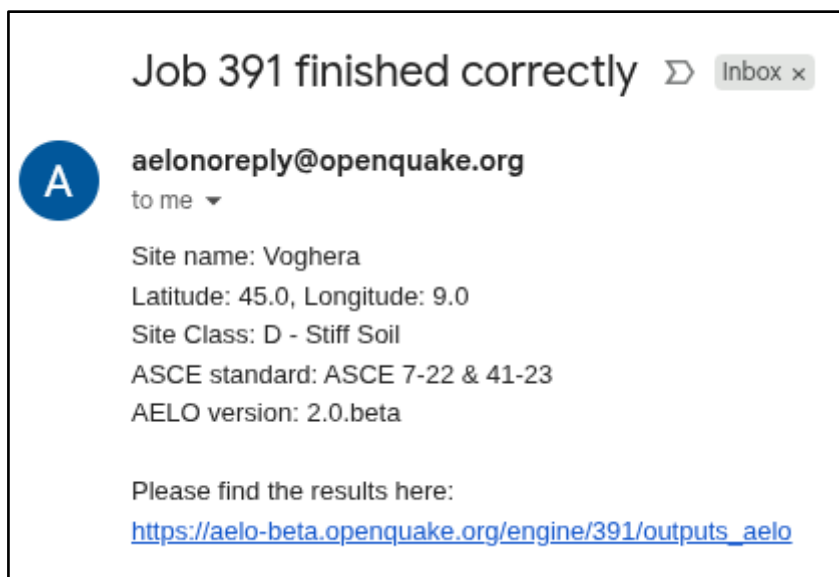 Job 391 finished correctly Inbox ×
A
aelonoreply@openquake.org
to me
Site name: Voghera
Latitude: 45.0, Longitude: 9.0
Site Class: D - Stiff Soil
ASCE standard: ASCE 7-22 & 41-23
AELO version: 2.0.beta
Please find the results here:
https://aelo-beta.openquake.org/engine/391/outputs_aelo